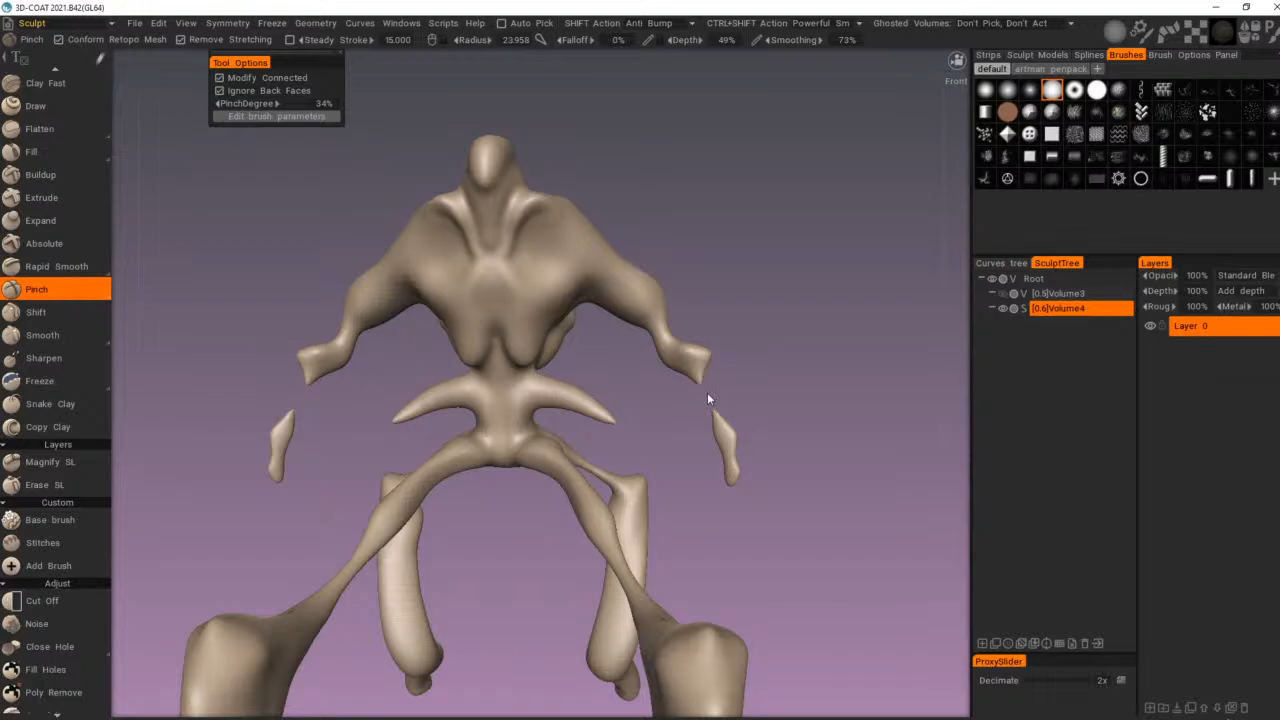 3D-COAT 2021.B42(GL64)
Sculpt File Edit View Symmetry Freeze Geometry Curves Windows Scripts Help Auto Pick SHIFT Action Anti Bump CTRL+SHIFT Action Powerful Sm Ghosted Volumes: Don't Pick, Don't Act
Pinch Conform Retopo Mesh Remove Stretching Steady Stroke 15.000 Radius 23.958 Falloff 0% Depth 49% Smoothing 73%
Clay Fast
Draw
Flatten
Fill
Buildup
Extrude
Expand
Absolute
Rapid Smooth
Pinch
Shift
Smooth
Sharpen
Freeze
Snake Clay
Copy Clay
Layers
Magnify SL
Erase SL
Custom
Base brush
Stitches
Add Brush
Adjust
Cut Off
Noise
Close Hole
Fill Holes
Poly Remove
Tool Options
Modify Connected
Ignore Back Faces
PinchDegree 34%
Edit brush parameters
Front
Strips Sculpt Models Splines Brushes Brush Options Panel
default artman penpack +
Curves tree SculptTree
V Root
V [0.5]Volume3
S [0.6]Volume4
ProxySlider
Decimate 2x
Layers
Opaci 100% Standard Ble
Depth 100% Add depth
Roug 100% Metal 100%
Layer 0